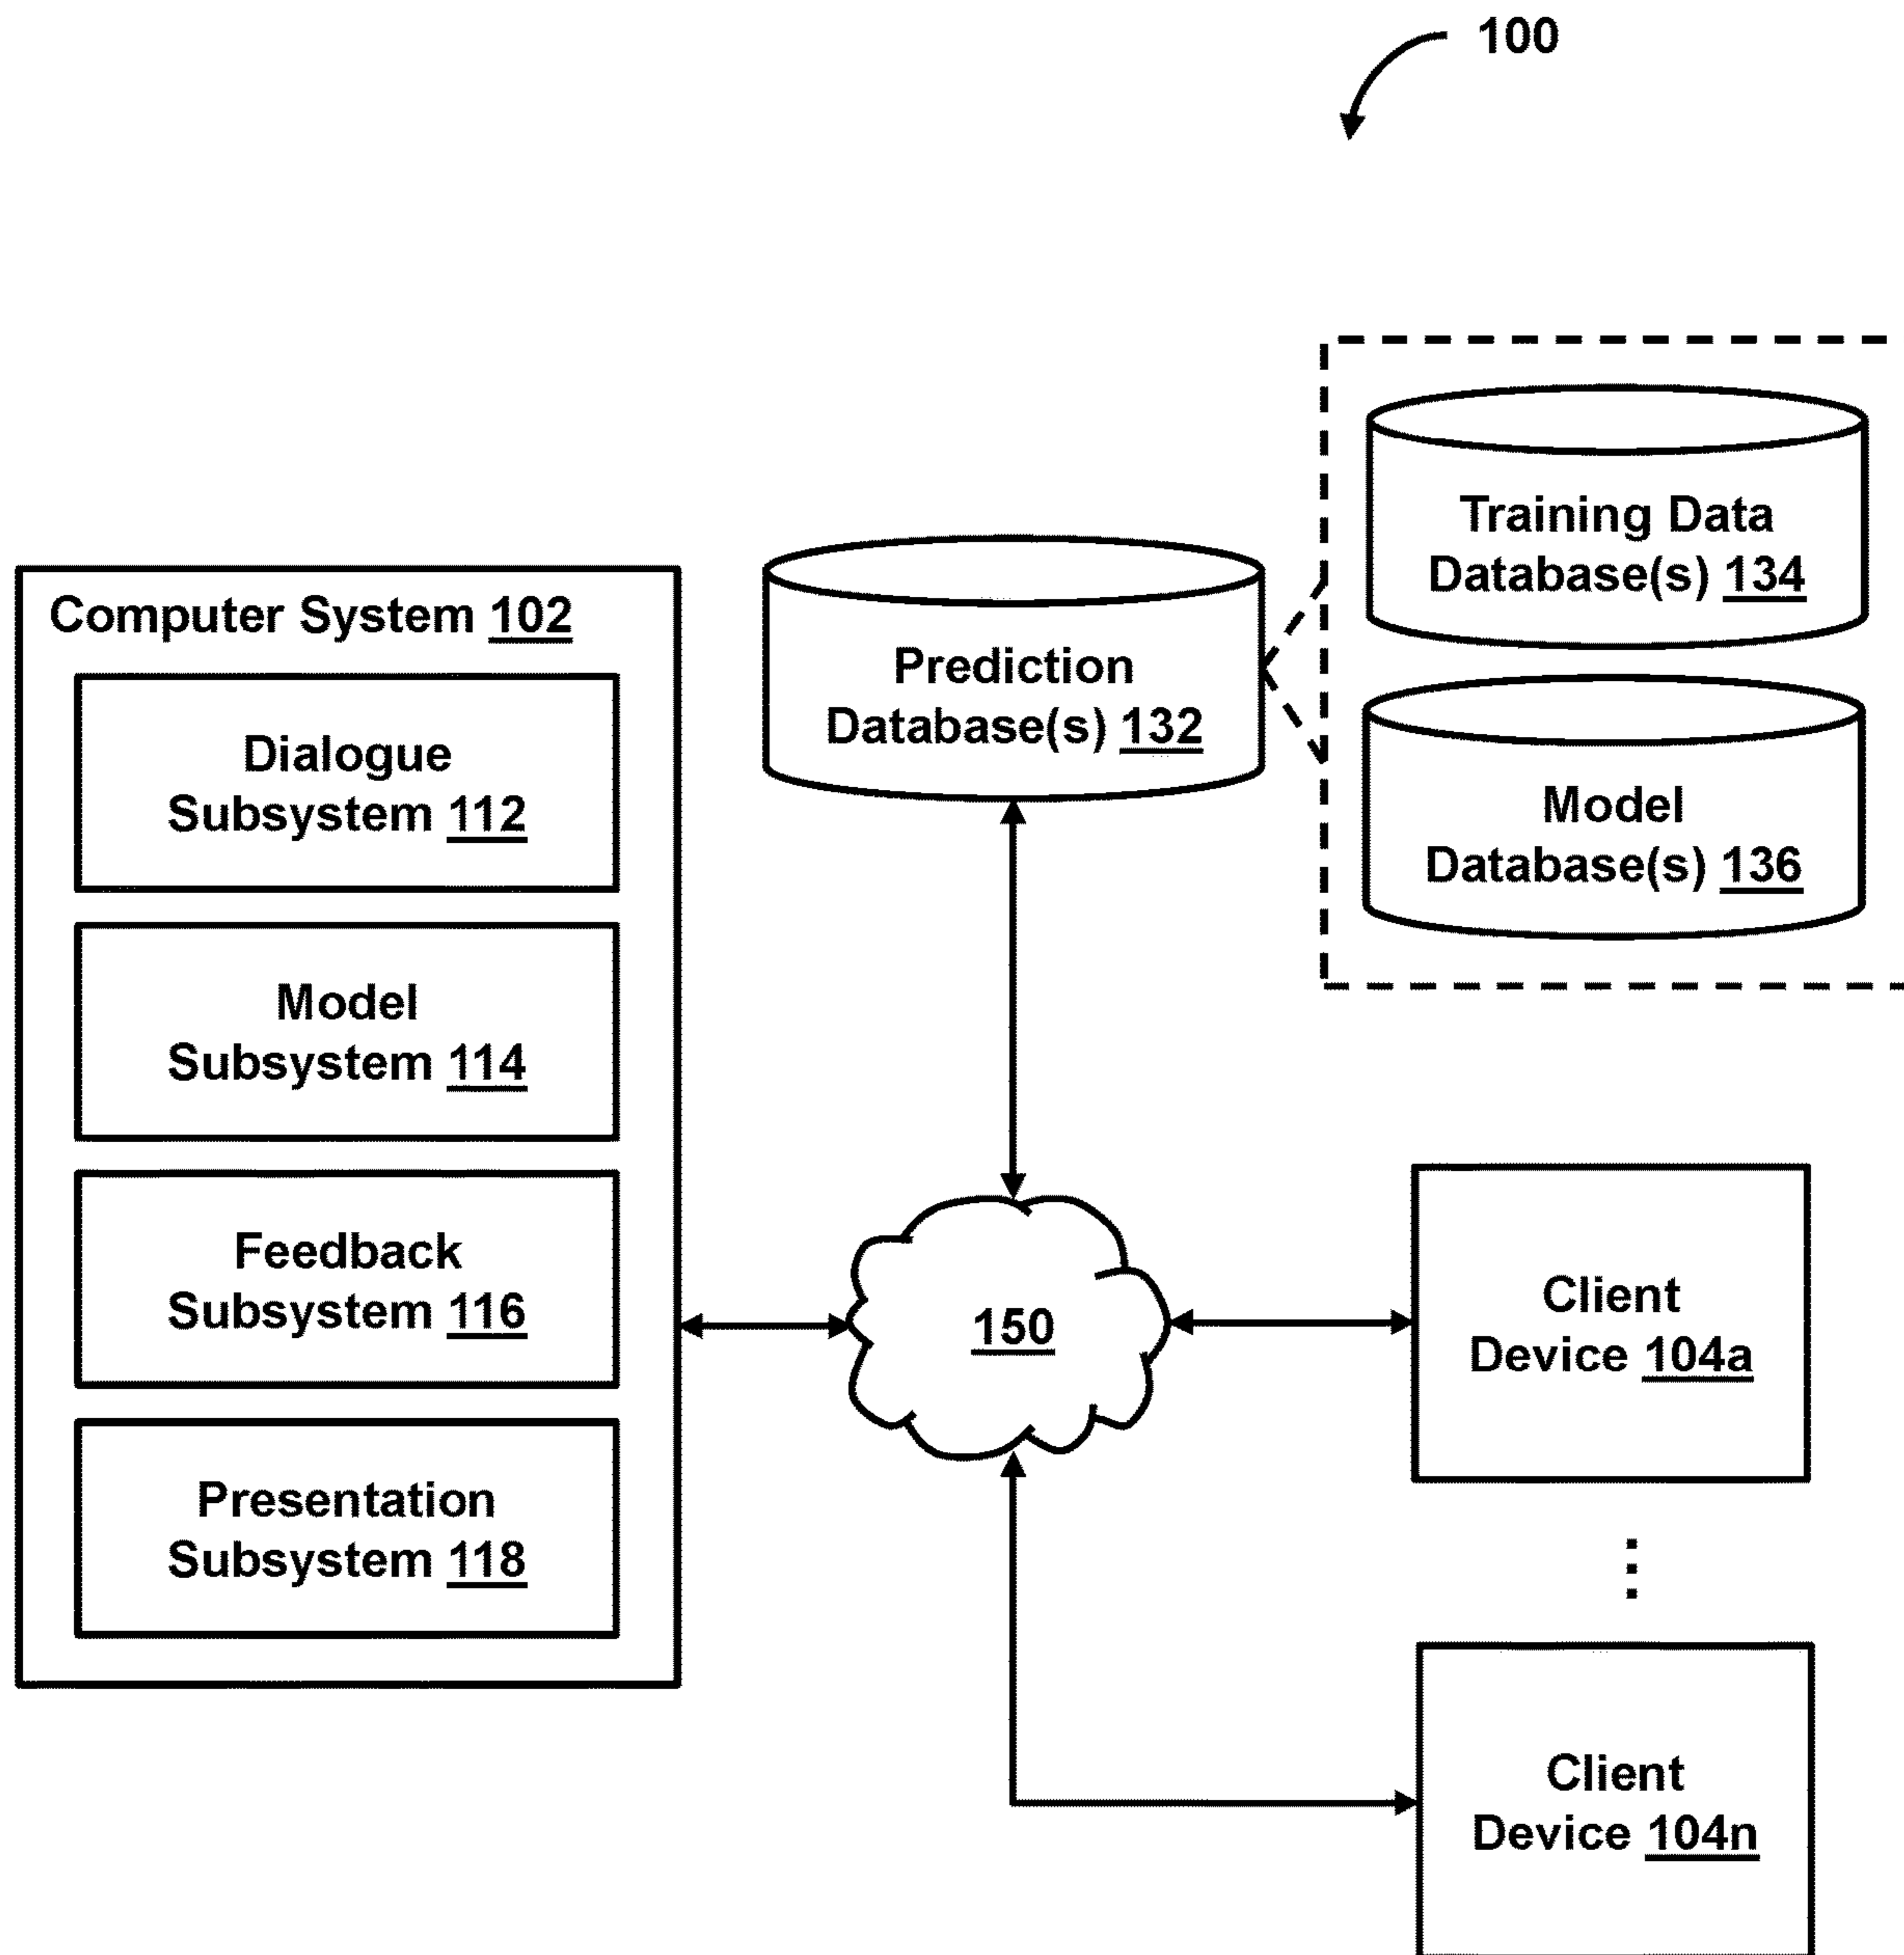 100
Computer System 102
Dialogue
Subsystem 112
Model
Subsystem 114
Feedback
Subsystem 116
Presentation
Subsystem 118
Prediction
Database(s) 132
Training Data
Database(s) 134
Model
Database(s) 136
150
Client
Device 104a
Client
Device 104n